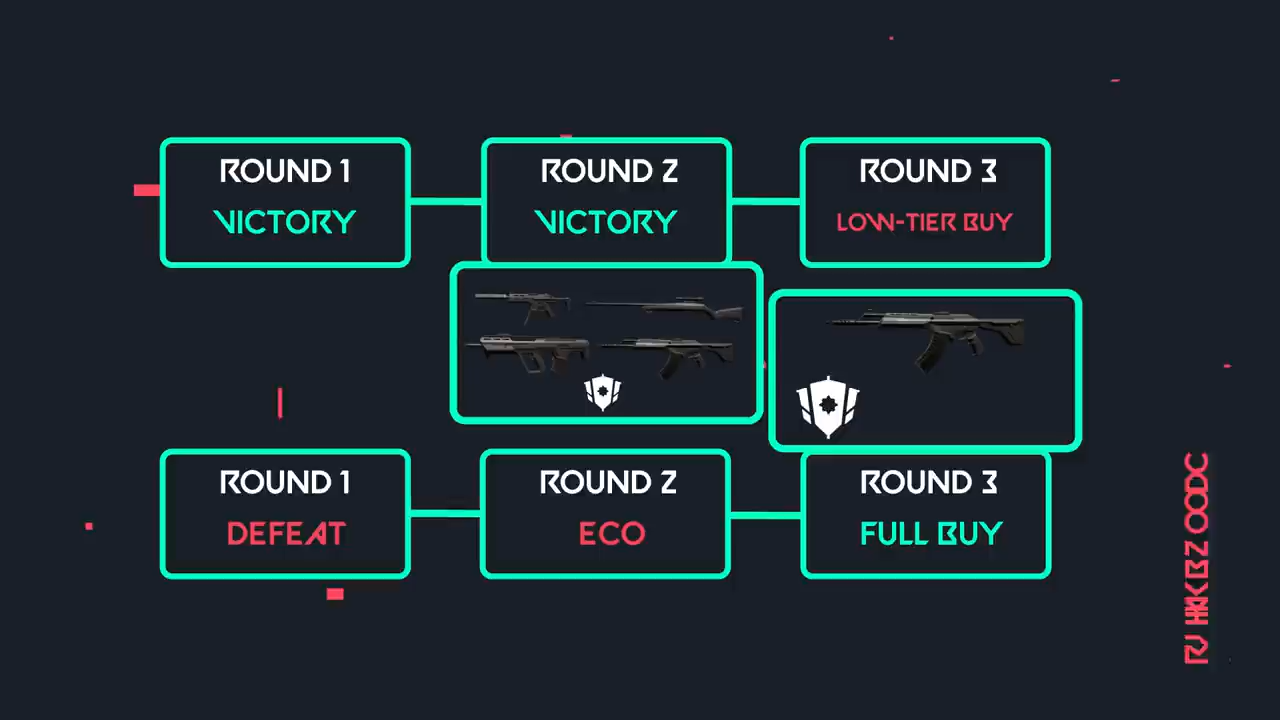 ROUND 1
VICTORY
ROUND 2
VICTORY
ROUND 3
LOW-TIER BUY
ROUND 1
DEFEAT
ROUND 2
ECO
ROUND 3
FULL BUY